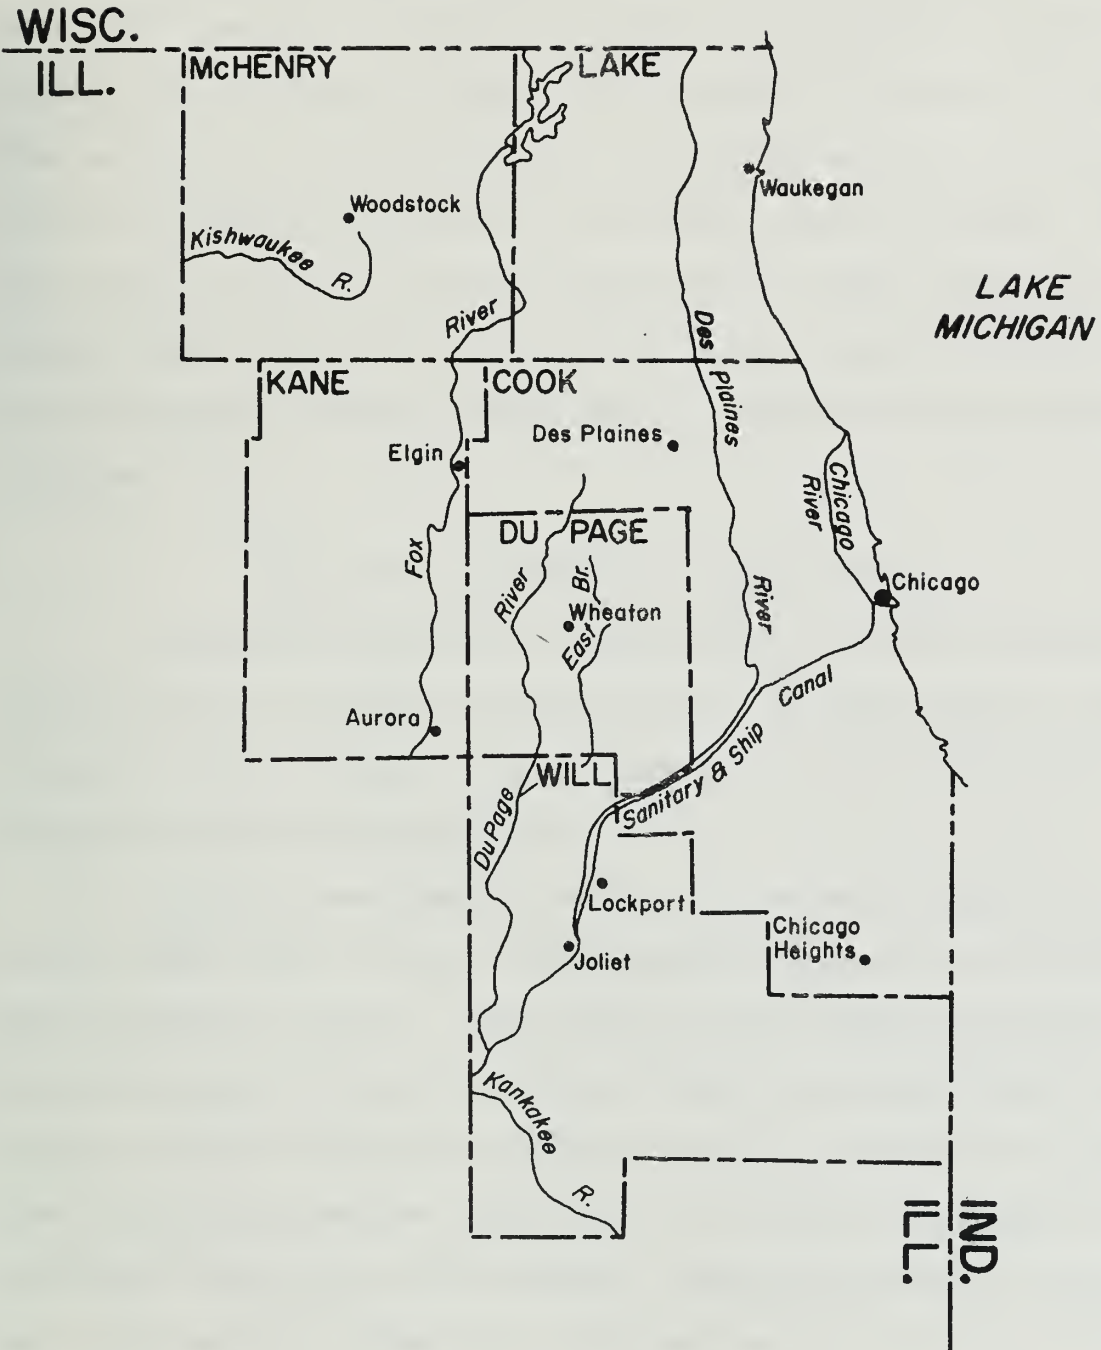 WISC.
ILL.
McHENRY
LAKE
Waukegan
Woodstock
Kishwaukee R.
LAKE
MICHIGAN
River
Des Plaines River
KANE
COOK
Des Plaines
Elgin
Chicago
River
DU PAGE
Fox
River
East Br.
Wheaton
Chicago
Aurora
Sanitary & Ship Canal
WILL
DuPage
Lockport
Chicago
Heights
Joliet
Kankakee R.
IND.
ILL.